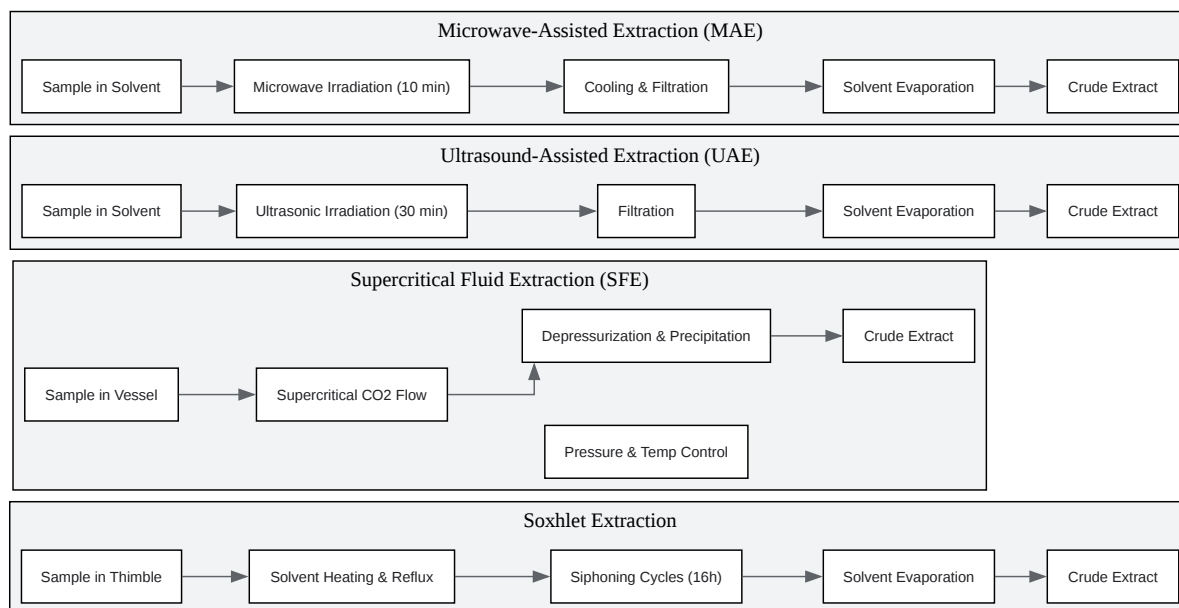 Microwave-Assisted Extraction (MAE)
Sample in Solvent
Microwave Irradiation (10 min)
Cooling & Filtration
Solvent Evaporation
Crude Extract
Ultrasound-Assisted Extraction (UAE)
Sample in Solvent
Ultrasonic Irradiation (30 min)
Filtration
Solvent Evaporation
Crude Extract
Supercritical Fluid Extraction (SFE)
Sample in Vessel
Supercritical CO2 Flow
Depressurization & Precipitation
Crude Extract
Pressure & Temp Control
Soxhlet Extraction
Sample in Thimble
Solvent Heating & Reflux
Siphoning Cycles (16h)
Solvent Evaporation
Crude Extract